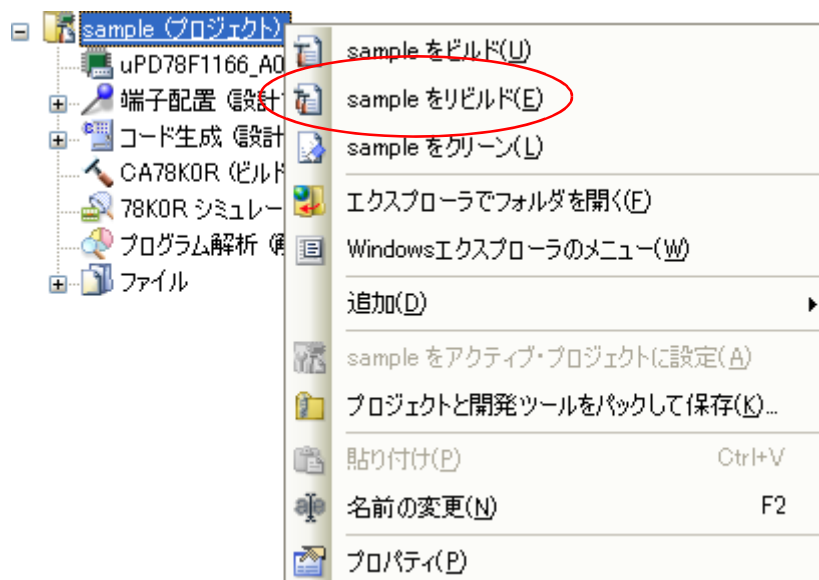 sample (プロジェクト)
uPD78F1166_A0
端子配置 (設計
コード生成 (設計
CA78K0R (ビルド
78K0R シミュレー
プログラム解析 (解
ファイル
sample をビルド(U)
sample をリビルド(E)
sample をクリーン(L)
エクスプローラでフォルダを開く(F)
Windowsエクスプローラのメニュー(W)
追加(D)
sample をアクティブ・プロジェクトに設定(A)
プロジェクトと開発ツールをパックして保存(K)...
貼り付け(P) Ctrl+V
名前の変更(N) F2
プロパティ(P)